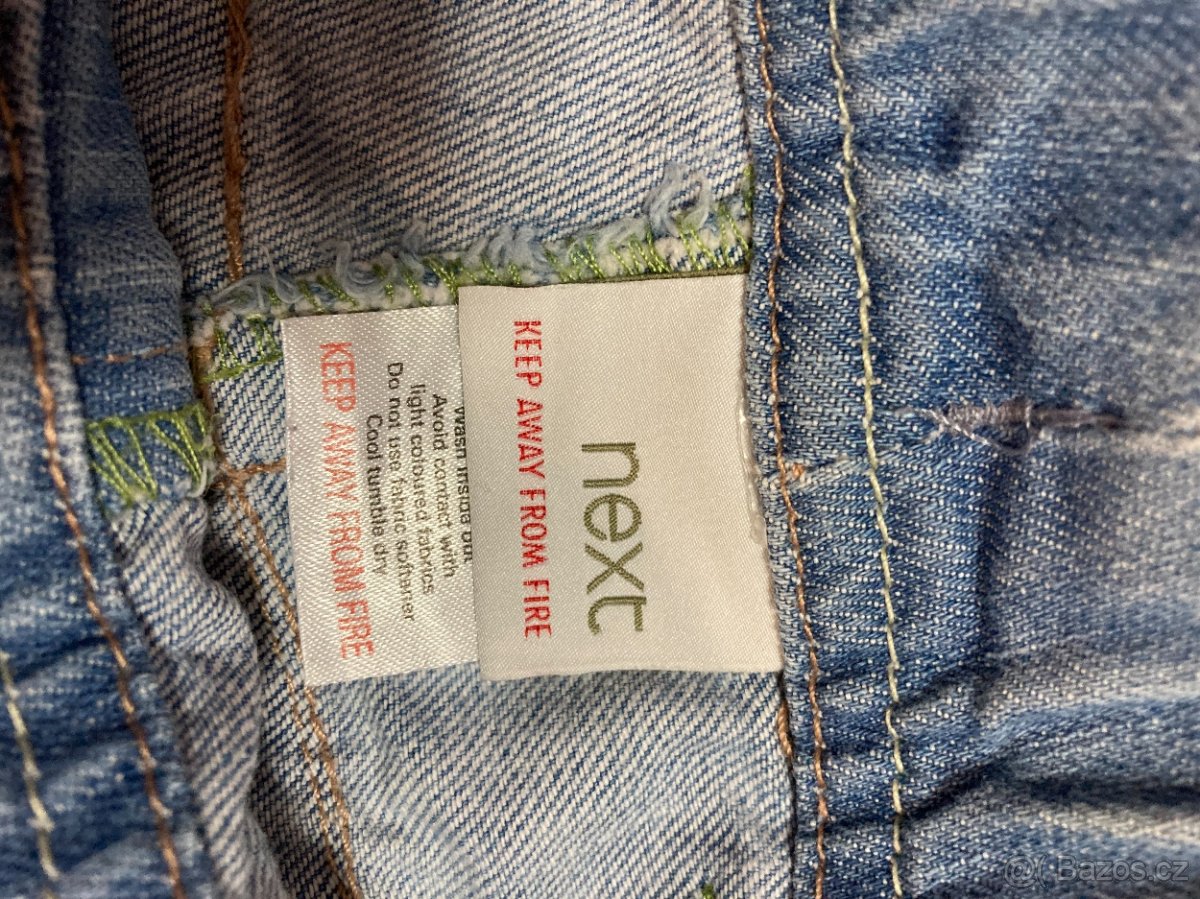 next
KEEP AWAY FROM FIRE
wash inside out
Avoid contact with
light coloured fabrics
Do not use fabric softener
Cool tumble dry
KEEP AWAY FROM FIRE
@( Bazos.cz